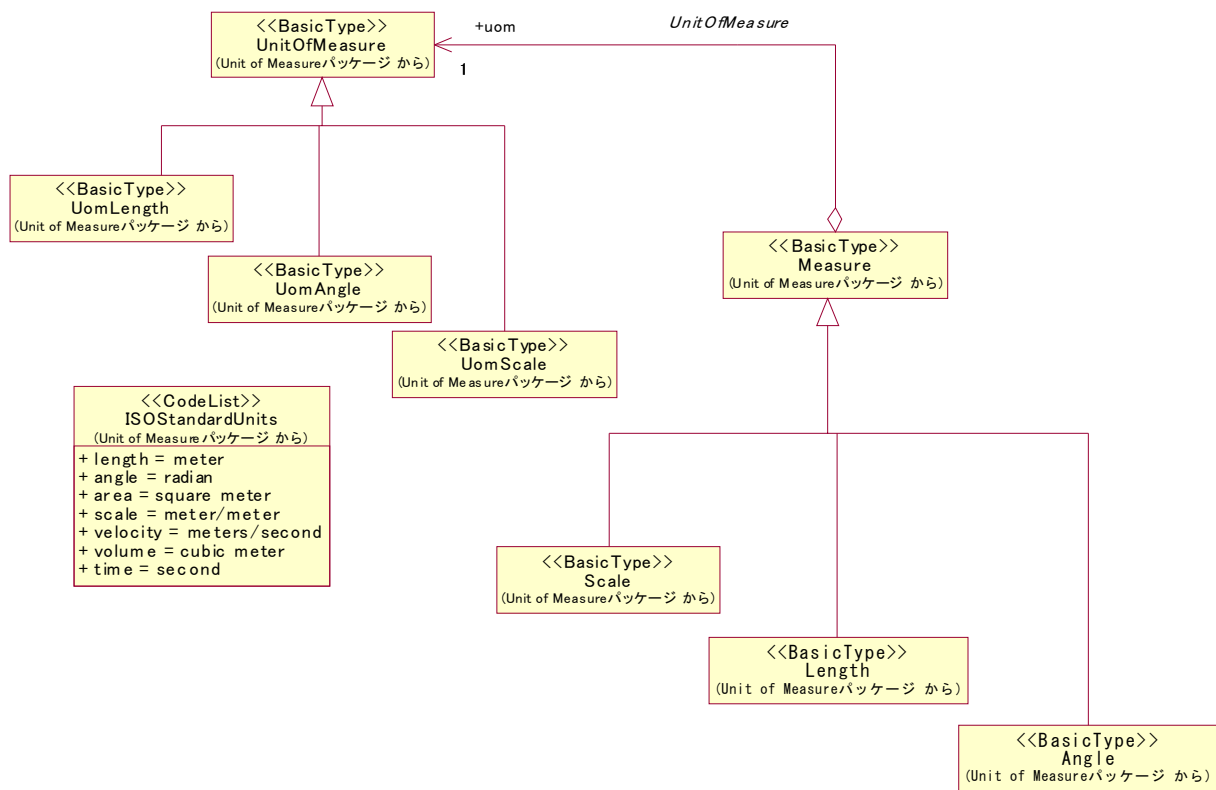 <<BasicType>>
UnitOfMeasure
(Unit of Measureパッケージ から)
+uom
1
UnitOfMeasure
<<BasicType>>
UomLength
(Unit of Measureパッケージ から)
<<BasicType>>
UomAngle
(Unit of Measureパッケージ から)
<<BasicType>>
UomScale
(Unit of Measureパッケージ から)
<<BasicType>>
Measure
(Unit of Measureパッケージ から)
<<CodeList>>
ISOStandardUnits
(Unit of Measureパッケージ から)
+ length = meter
+ angle = radian
+ area = square meter
+ scale = meter/meter
+ velocity = meters/second
+ volume = cubic meter
+ time = second
<<BasicType>>
Scale
(Unit of Measureパッケージ から)
<<BasicType>>
Length
(Unit of Measureパッケージ から)
<<BasicType>>
Angle
(Unit of Measureパッケージ から)